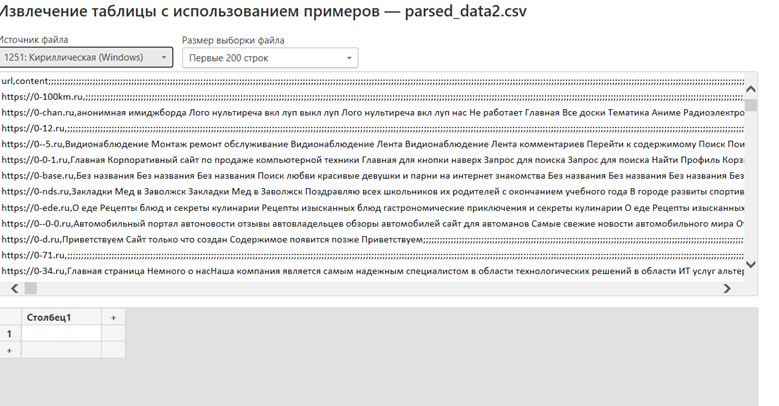 Извлечение таблицы с использованием примеров — parsed_data2.csv
Источник файла Размер выборки файла
1251: Кириллическая (Windows) Первые 200 строк
url,content;;;;;;;;;;;;;;;;;;;;;;;;;;;;;;;;;;;;;;;;;;;;;;;;;;;;;;;;;;;;;;;;
https://0-100km.ru,;;;;;;;;;;;;;;;;;;;;;;;;;;;;;;;;;;;;;;;;;;;;;;;;;;;;;;;;;;;;;;;;
https://0-chan.ru,анонимная имиджборда Лого нультиреча вкл луп выкл луп Лого нультиреча вкл луп нас Не работает Главная Все доски Тематика Аниме Радиоэлектро
https://0-12.ru,;;;;;;;;;;;;;;;;;;;;;;;;;;;;;;;;;;;;;;;;;;;;;;;;;;;;;;;;;;;;;;;;
https://0--5.ru,Видионаблюдение Монтаж ремонт обслуживание Видионаблюдение Лента Видионаблюдение Лента комментариев Перейти к содержимому Поиск Пои
https://0-0-1.ru,Главная Корпоративный сайт по продаже компьютерной техники Главная для кнопки наверх Запрос для поиска Запрос для поиска Найти Профиль Корз
https://0-base.ru,Без названия Без названия Без названия Поиск любви красивые девушки и парни на интернет знакомства Без названия Без названия Без названия Без
https://0-nds.ru,Закладки Мед в Заволжск Закладки Мед в Заволжск Поздравляю всех школьников их родителей с окончанием учебного года В городе развиты спортив
https://0-ede.ru,О еде Рецепты блюд и секреты кулинарии Рецепты изысканных блюд гастрономические приключения и секреты кулинарии О еде Рецепты изысканных
https://0--0-0.ru,Автомобильный портал автоновости отзывы автовладельцев обзоры автомобилей сайт для автоманов Самые свежие новости автомобильного мира О
https://0-d.ru,Приветствуем Сайт только что создан Содержимое появится позже Приветствуем;;;;;;;;;;;;;;;;;;;;;;;;;;;;;;;;;;;;;;;;;;;;;;;;
https://0-71.ru,;;;;;;;;;;;;;;;;;;;;;;;;;;;;;;;;;;;;;;;;;;;;;;;;;;;;;;;;;;;;;;;;
https://0-34.ru,Главная страница Немного о насНаша компания является самым надежным специалистом в области технологических решений в области ИТ услуг альтер
Столбец1 +
1
+